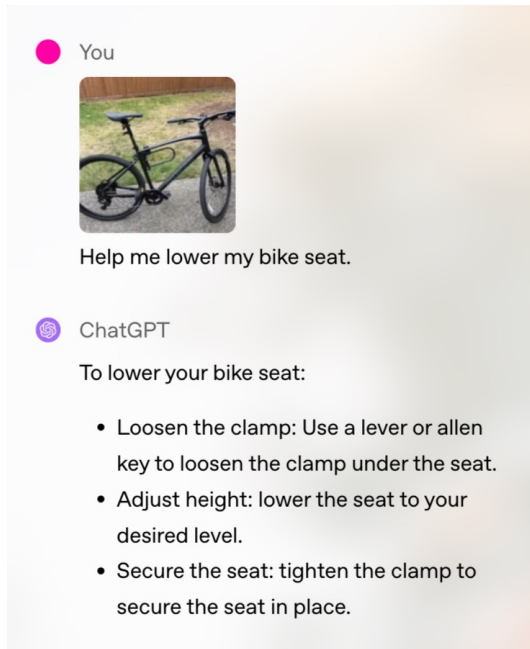 You
Help me lower my bike seat.
ChatGPT
To lower your bike seat:
• Loosen the clamp: Use a lever or allen
key to loosen the clamp under the seat.
• Adjust height: lower the seat to your
desired level.
• Secure the seat: tighten the clamp to
secure the seat in place.